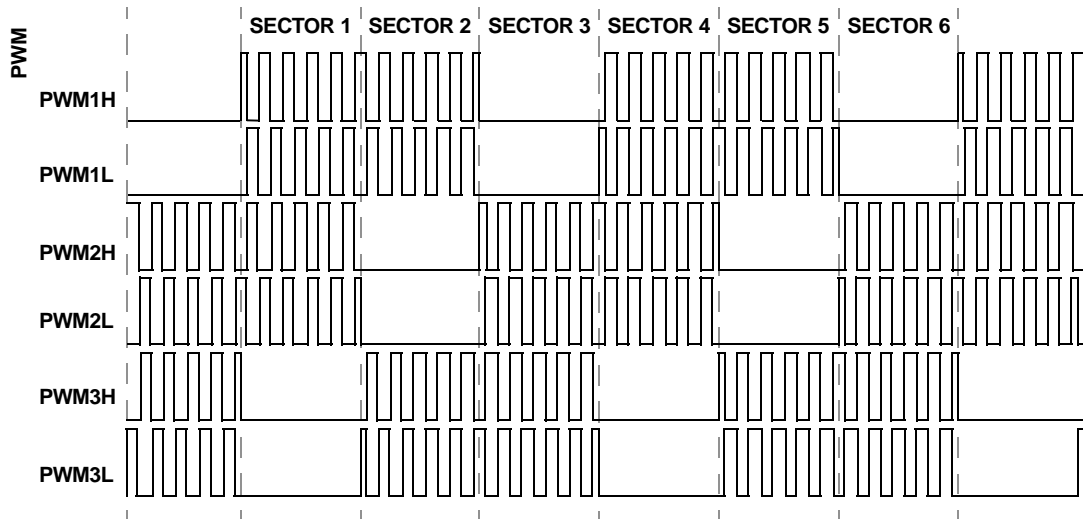 SECTOR 1 SECTOR 2 SECTOR 3 SECTOR 4 SECTOR 5 SECTOR 6
PWM
PWM1H
PWM1L
PWM2H
PWM2L
PWM3H
PWM3L